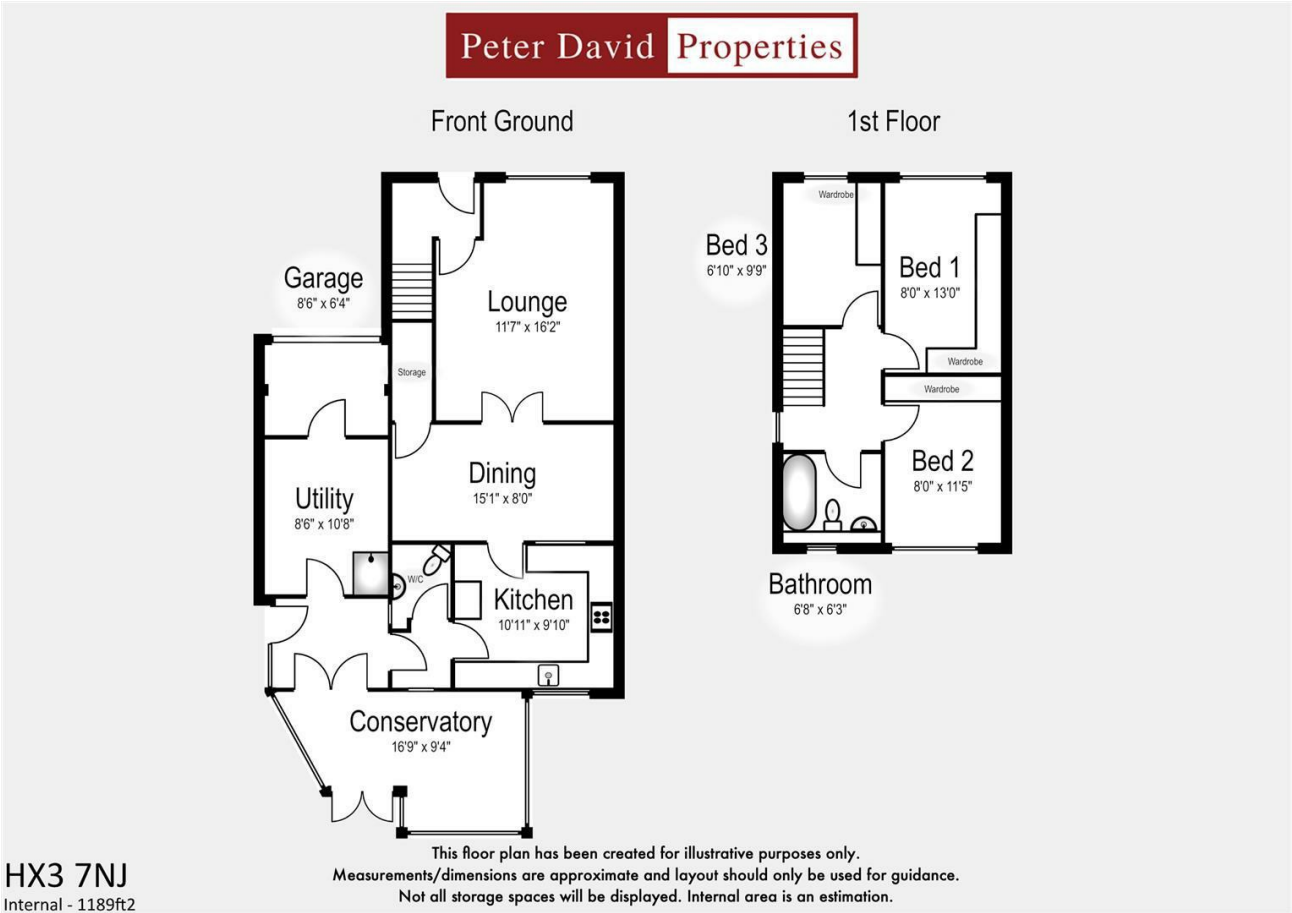 Peter David Properties
Front Ground
1st Floor
Wardrobe
Bed 3
6'10" x 9'9"
Bed 1
8'0" x 13'0"
Garage
8'6" x 6'4"
Lounge
11'7" x 16'2"
Storage
Wardrobe
Wardrobe
Dining
15'1" x 8'0"
Bed 2
8'0" x 11'5"
Utility
8'6" x 10'8"
W/C
Kitchen
10'11" x 9'10"
Bathroom
6'8" x 6'3"
Conservatory
16'9" x 9'4"
This floor plan has been created for illustrative purposes only.
Measurements/dimensions are approximate and layout should only be used for guidance.
Not all storage spaces will be displayed. Internal area is an estimation.
HX3 7NJ
Internal - 1189ft2